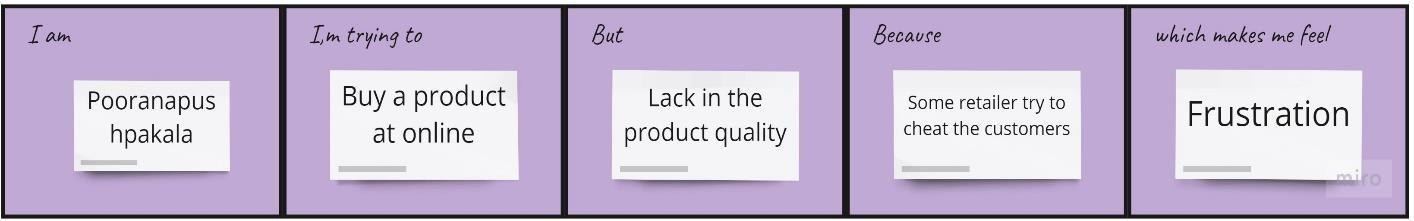 I am
Pooranapus
hpakala
I,m trying to
Buy a product
at online
But
Lack in the
product quality
Because
Some retailer try to
cheat the customers
which makes me feel
Frustration
miro